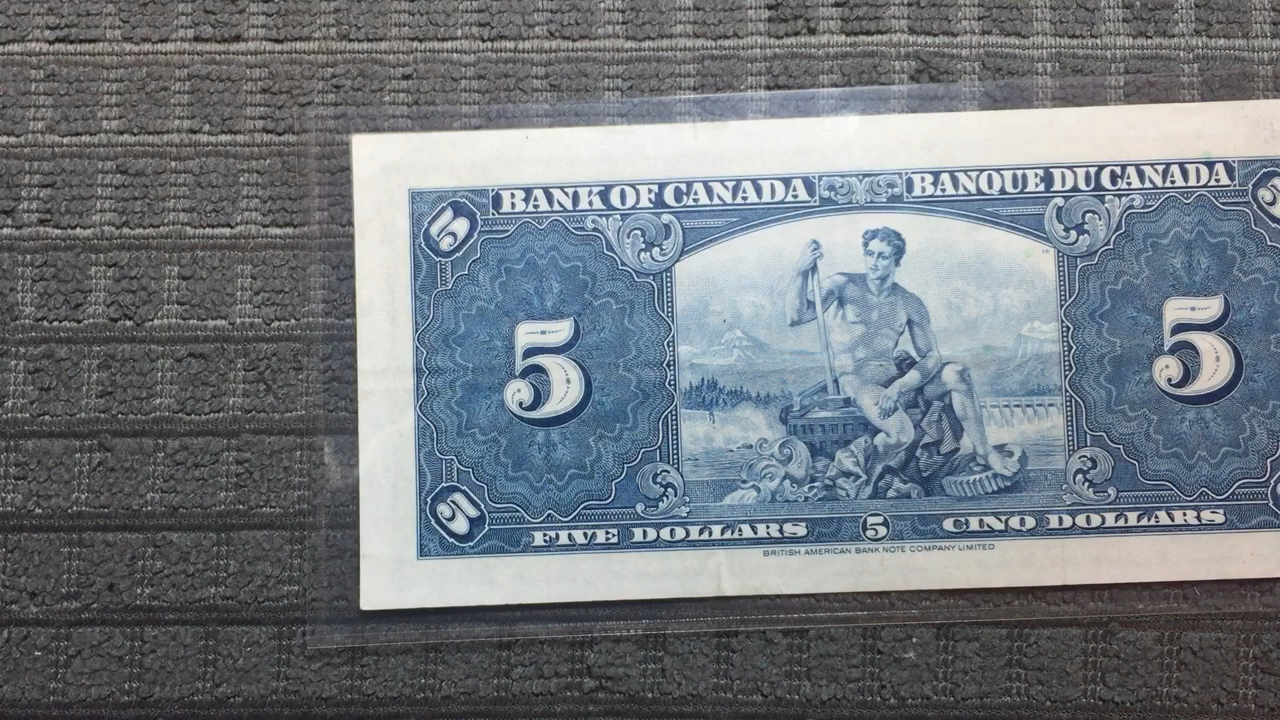 BANK OF CANADA BANQUE DU CANADA
5 5
5 5
5
FIVE DOLLARS 5 CINQ DOLLARS
BRITISH AMERICAN BANK NOTE COMPANY LIMITED